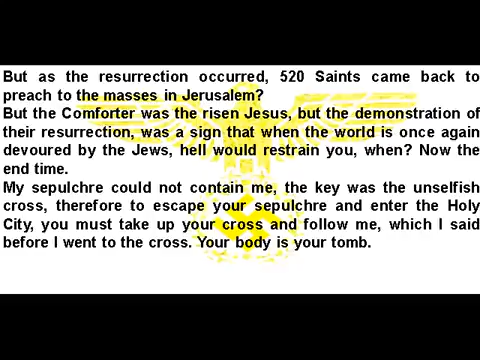 But as the resurrection occurred, 520 Saints came back to
preach to the masses in Jerusalem?
But the Comforter was the risen Jesus, but the demonstration of
their resurrection, was a sign that when the world is once again
devoured by the Jews, hell would restrain you, when? Now the
end time.
My sepulchre could not contain me, the key was the unselfish
cross, therefore to escape your sepulchre and enter the Holy
City, you must take up your cross and follow me, which I said
before I went to the cross. Your body is your tomb.